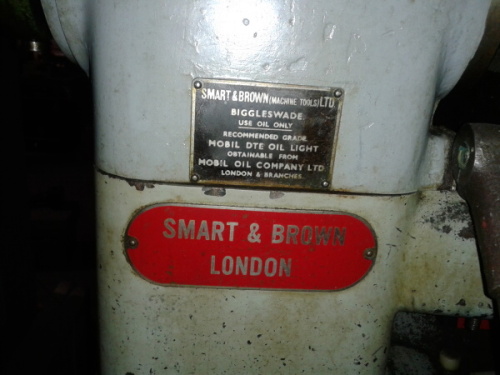 SMART & BROWN (MACHINE TOOLS) LTD
BIGGLESWADE.
USE OIL ONLY
RECOMMENDED GRADE
MOBIL DTE OIL LIGHT
OBTAINABLE FROM
MOBIL OIL COMPANY LTD
LONDON & BRANCHES.
SMART & BROWN
LONDON